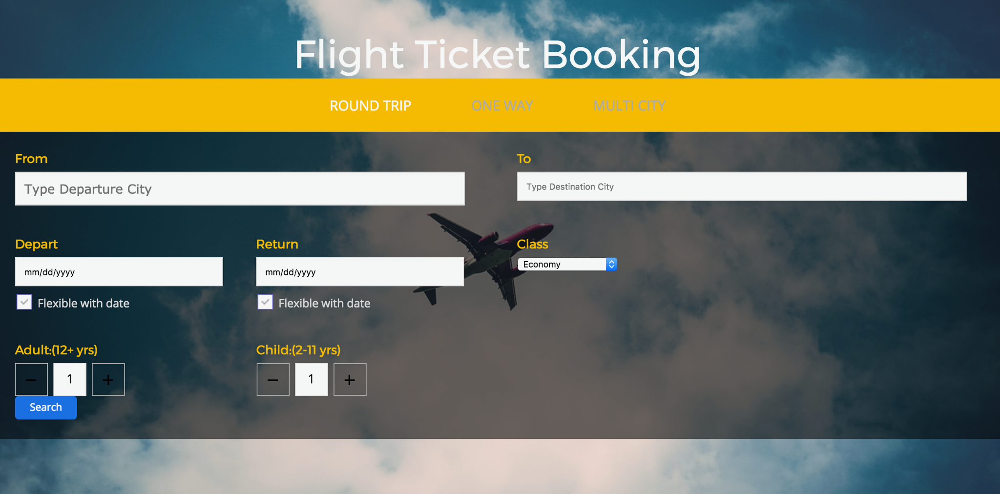 Flight Ticket Booking
ROUND TRIP ONE WAY MULTI CITY
From To
Type Departure City Type Destination City
Depart Return Class
mm/dd/yyyy mm/dd/yyyy Economy
Flexible with date Flexible with date
Adult:(12+ yrs) Child:(2-11 yrs)
− 1 + − 1 +
Search